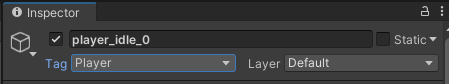 Inspector
player_idle_0 Static
Tag Player Layer Default